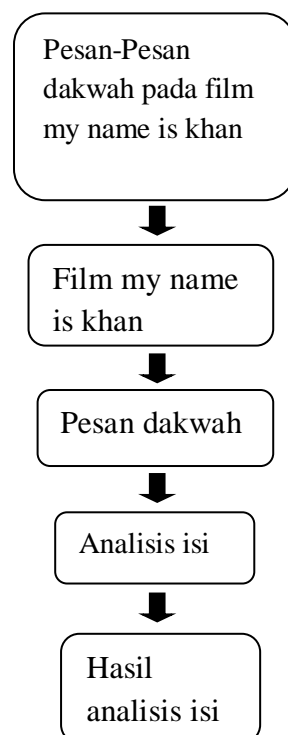 Pesan-Pesan
dakwah pada film
my name is khan
Film my name
is khan
Pesan dakwah
Analisis isi
Hasil
analisis isi